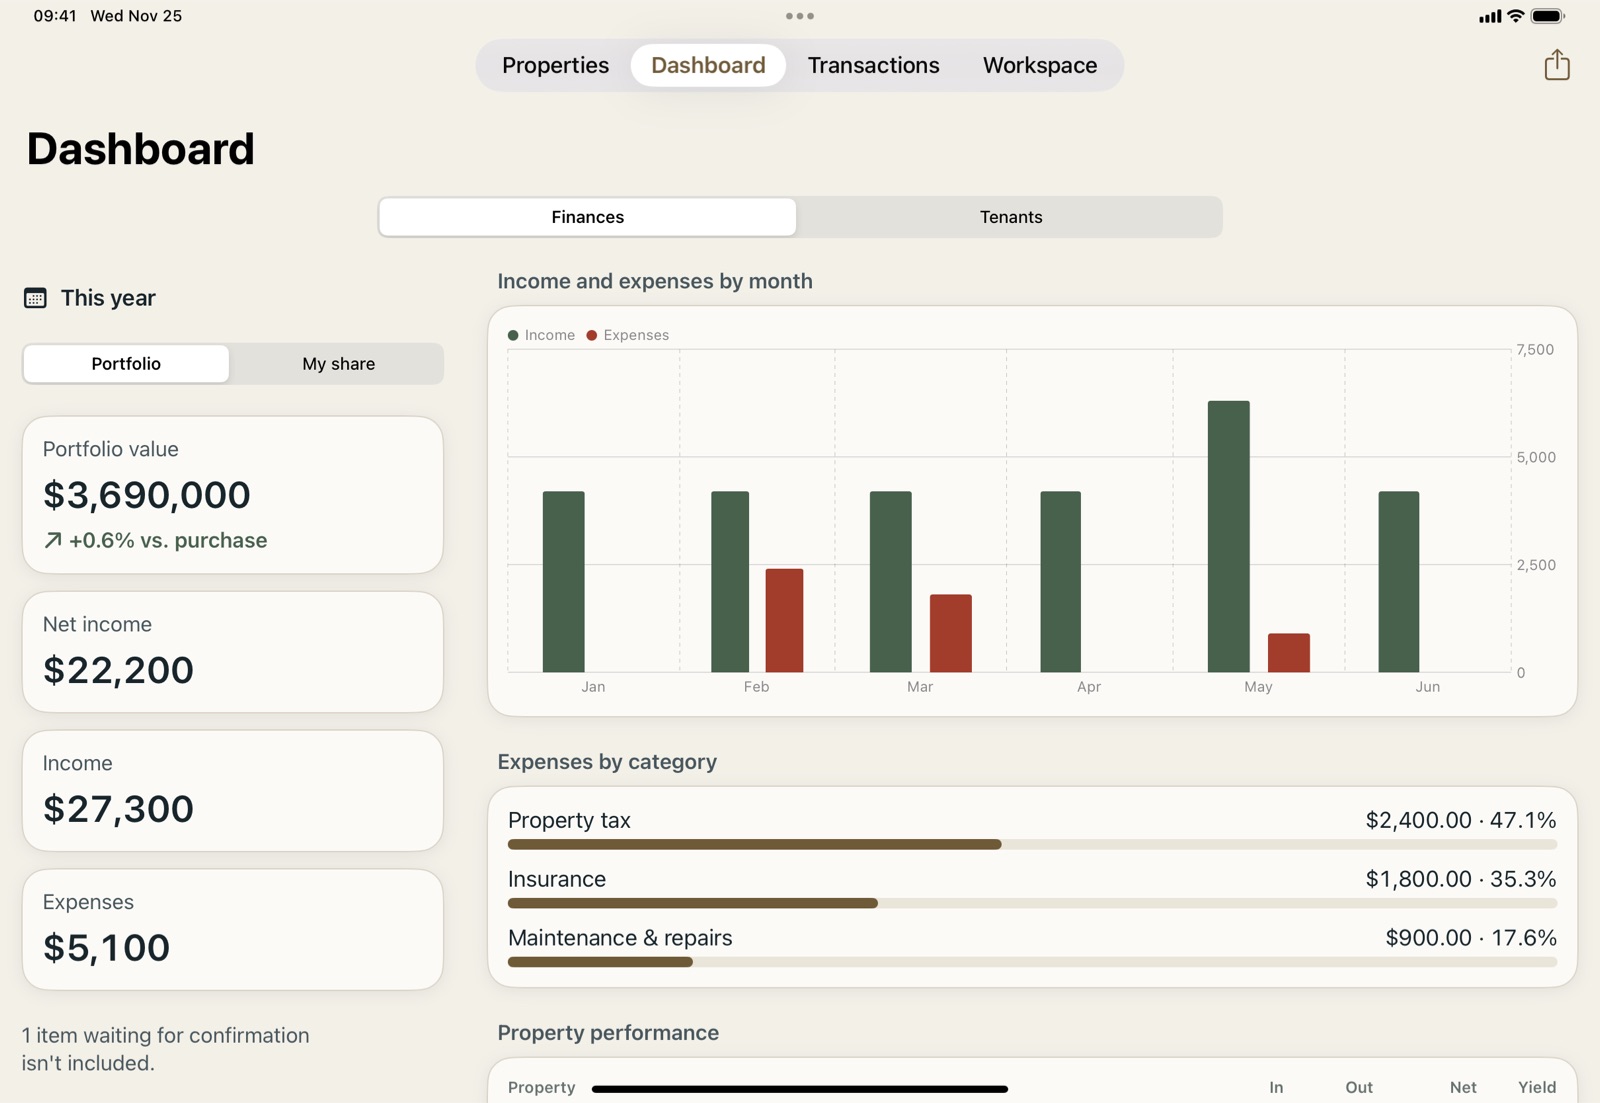 09:41 Wed Nov 25
Properties Dashboard Transactions Workspace
Dashboard
Finances Tenants
This year
Portfolio My share
Portfolio value
$3,690,000
+0.6% vs. purchase
Net income
$22,200
Income
$27,300
Expenses
$5,100
1 item waiting for confirmation
isn't included.
Income and expenses by month
Income Expenses
7,500
5,000
2,500
0
Jan Feb Mar Apr May Jun
Expenses by category
Property tax $2,400.00 · 47.1%
Insurance $1,800.00 · 35.3%
Maintenance & repairs $900.00 · 17.6%
Property performance
Property In Out Net Yield